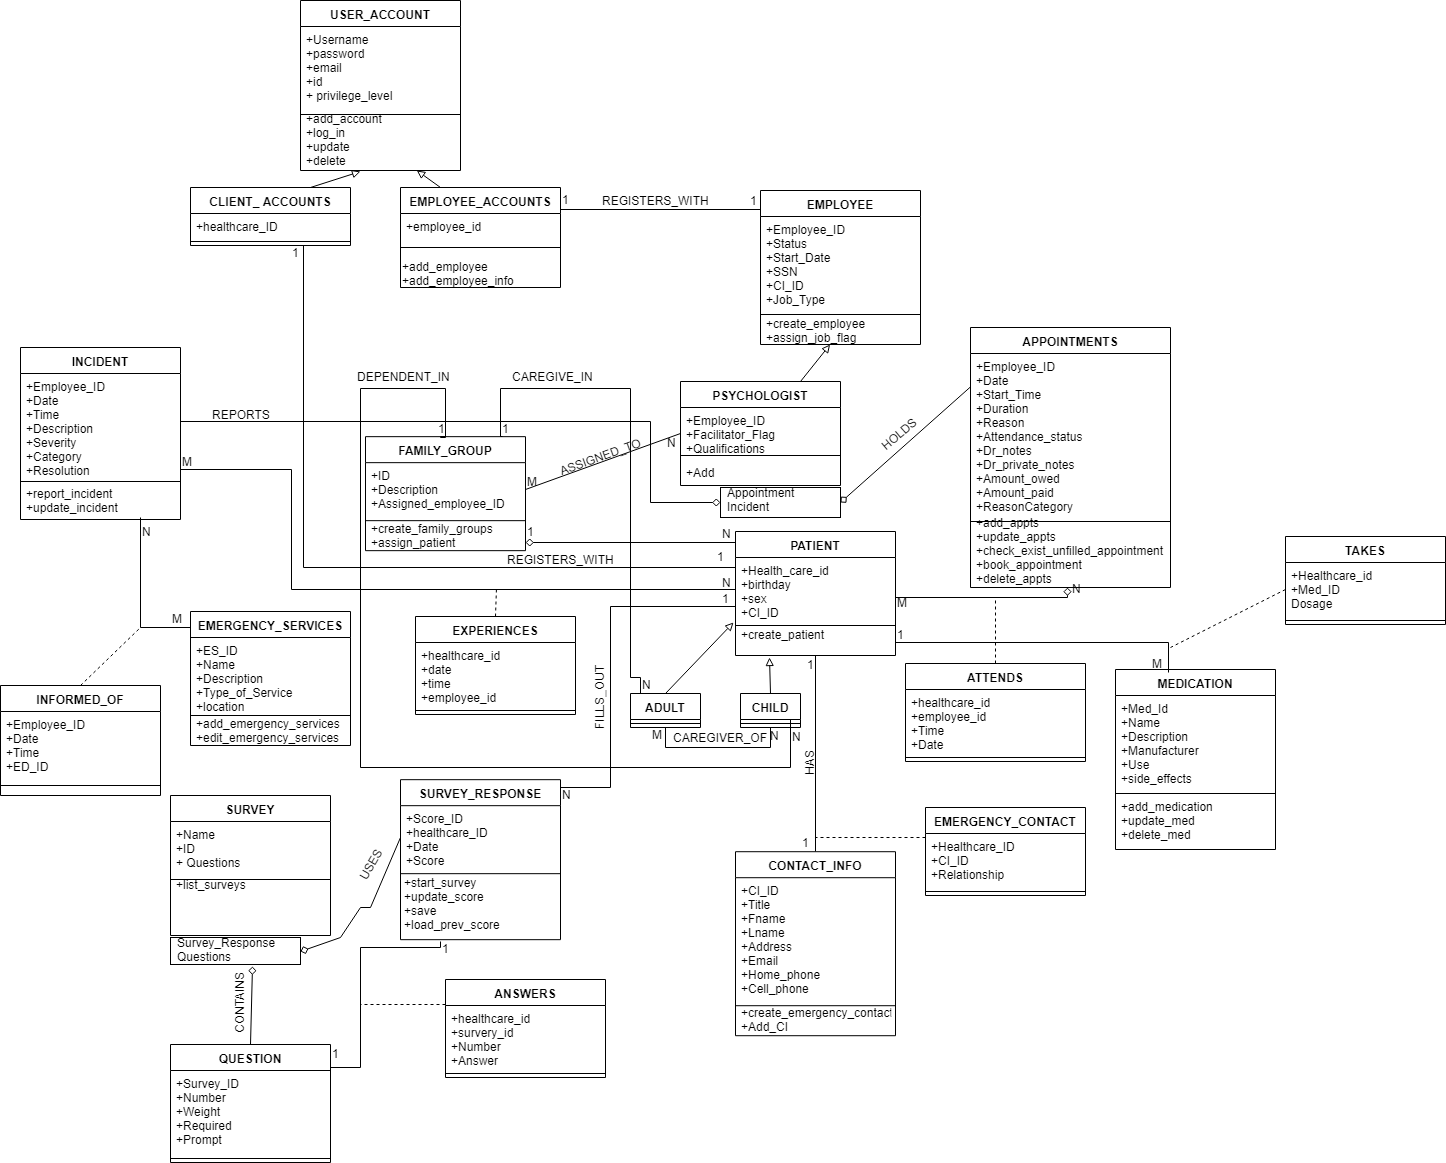 USER_ACCOUNT
+Username
+password
+email
+id
+ privilege_level
+add_account
+log_in
+update
+delete
CLIENT_ ACCOUNTS
+healthcare_ID
1
EMPLOYEE_ACCOUNTS
+employee_id
+add_employee
+add_employee_info
1
REGISTERS_WITH
1
EMPLOYEE
+Employee_ID
+Status
+Start_Date
+SSN
+CI_ID
+Job_Type
+create_employee
+assign_job_flag
INCIDENT
+Employee_ID
+Date
+Time
+Description
+Severity
+Category
+Resolution
+report_incident
+update_incident
REPORTS
M
N
DEPENDENT_IN
CAREGIVE_IN
1
1
FAMILY_GROUP
+ID
+Description
+Assigned_employee_ID
+create_family_groups
+assign_patient
M
ASSIGNED_TO
N
1
N
PSYCHOLOGIST
+Employee_ID
+Facilitator_Flag
+Qualifications
+Add
Appointment
Incident
HOLDS
APPOINTMENTS
+Employee_ID
+Date
+Start_Time
+Duration
+Reason
+Attendance_status
+Dr_notes
+Dr_private_notes
+Amount_owed
+Amount_paid
+ReasonCategory
+add_appts
+update_appts
+check_exist_unfilled_appointment
+book_appointment
+delete_appts
N
REGISTERS_WITH
1
N
1
PATIENT
+Health_care_id
+birthday
+sex
+CI_ID
+create_patient
M
1
1
TAKES
+Healthcare_id
+Med_ID
Dosage
M
EMERGENCY_SERVICES
+ES_ID
+Name
+Description
+Type_of_Service
+location
+add_emergency_services
+edit_emergency_services
EXPERIENCES
+healthcare_id
+date
+time
+employee_id
INFORMED_OF
+Employee_ID
+Date
+Time
+ED_ID
FILLS_OUT
N
ADULT
CHILD
M
CAREGIVER_OF
N
N
HAS
ATTENDS
+healthcare_id
+employee_id
+Time
+Date
M
MEDICATION
+Med_Id
+Name
+Description
+Manufacturer
+Use
+side_effects
+add_medication
+update_med
+delete_med
SURVEY
+Name
+ID
+ Questions
+list_surveys
Survey_Response
Questions
USES
SURVEY_RESPONSE
+Score_ID
+healthcare_ID
+Date
+Score
+start_survey
+update_score
+save
+load_prev_score
N
1
EMERGENCY_CONTACT
+Healthcare_ID
+CI_ID
+Relationship
1
CONTACT_INFO
+CI_ID
+Title
+Fname
+Lname
+Address
+Email
+Home_phone
+Cell_phone
+create_emergency_contact
+Add_CI
CONTAINS
ANSWERS
+healthcare_id
+survery_id
+Number
+Answer
1
QUESTION
+Survey_ID
+Number
+Weight
+Required
+Prompt